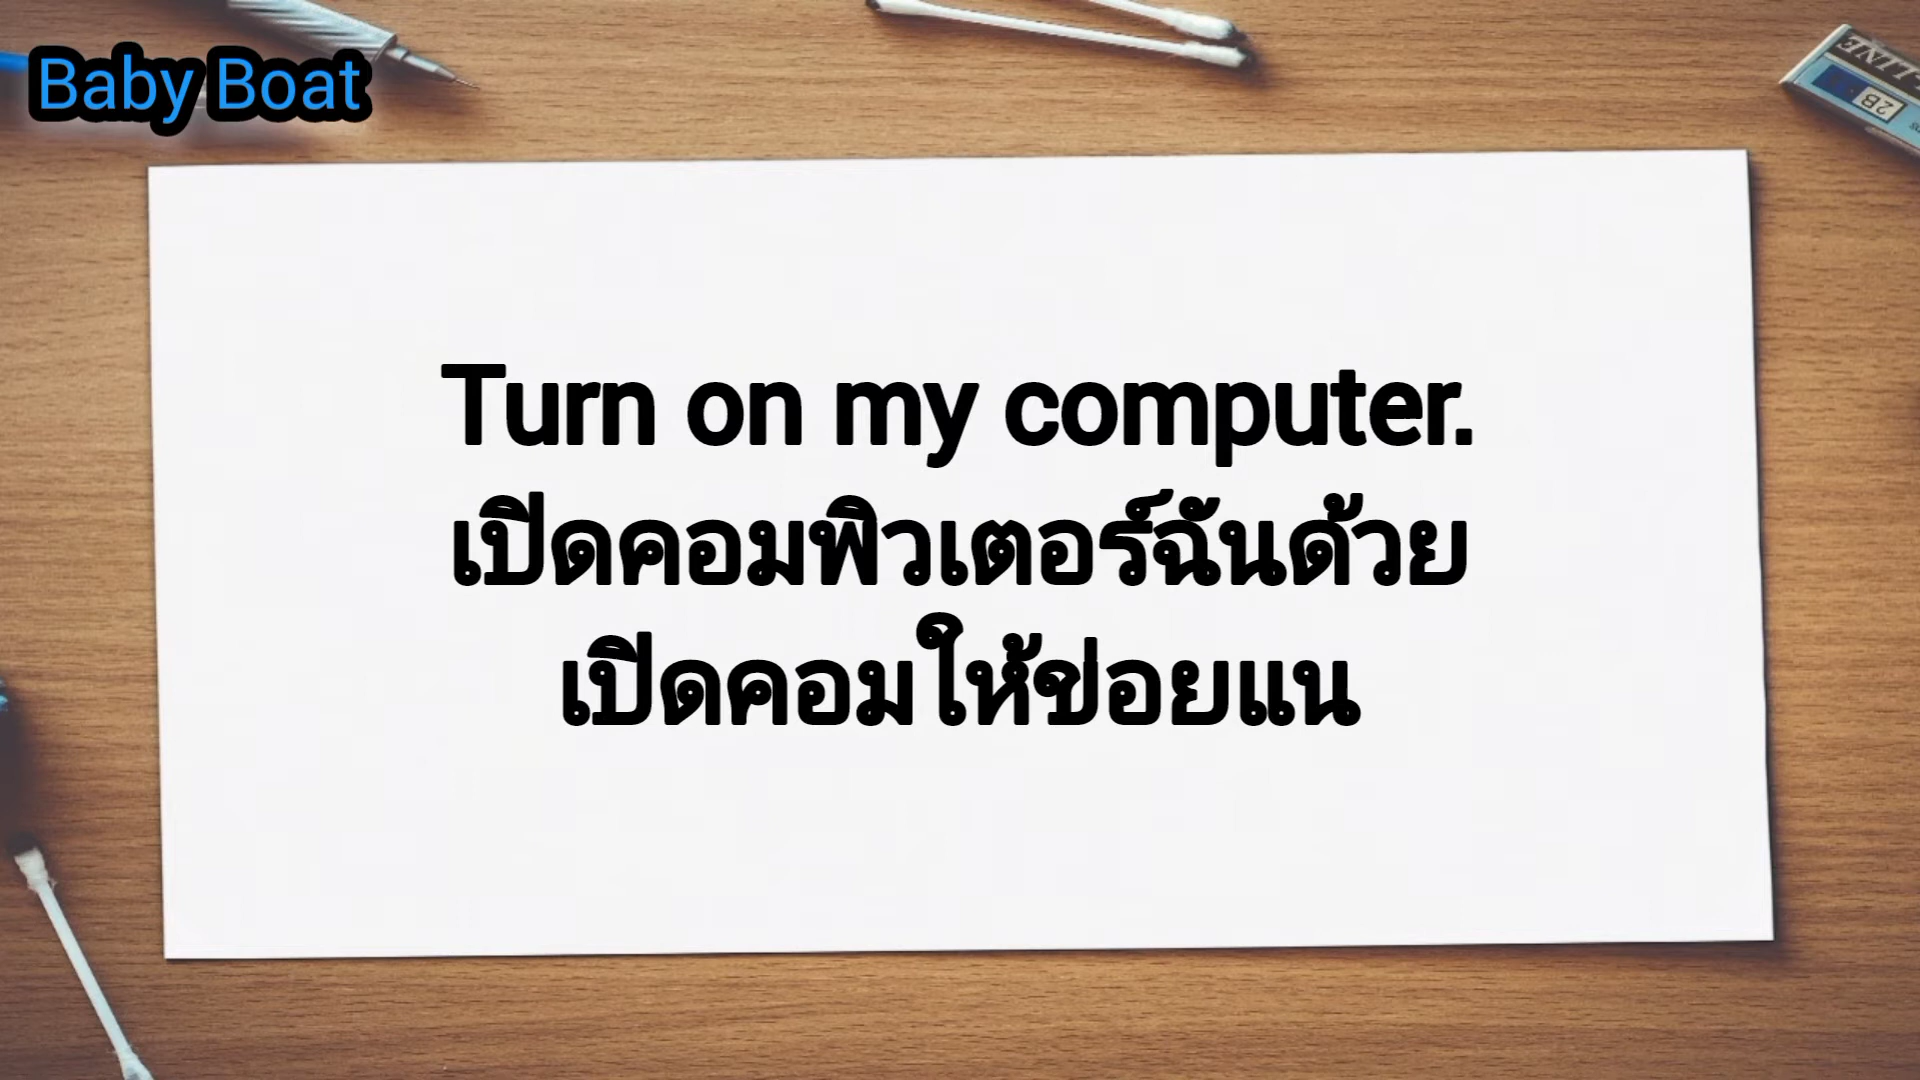 Baby Boat
Turn on my computer.
เปิดคอมพิวเตอร์ฉันด้วย
เปิดคอมให้ข่อยแน
2B